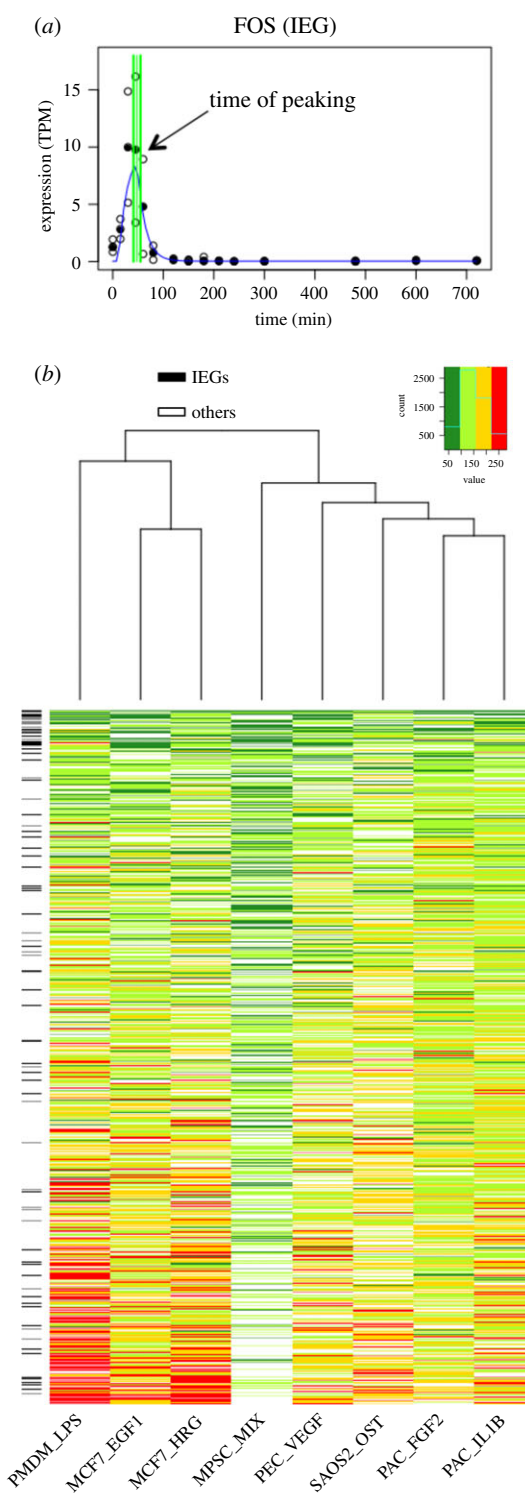 (a) FOS (IEG)
15
10
5
0
expression (TPM)
time of peaking
0 100 200 300 400 500 600 700
time (min)
(b)
IEGs
others
2500
1500
500
count
50 150 250
value
PMDM_LPS
MCF7_EGF1
MCF7_HRG
MPSC_MIX
PEC_VEGF
SAOS2_OST
PAC_FGF2
PAC_IL1B